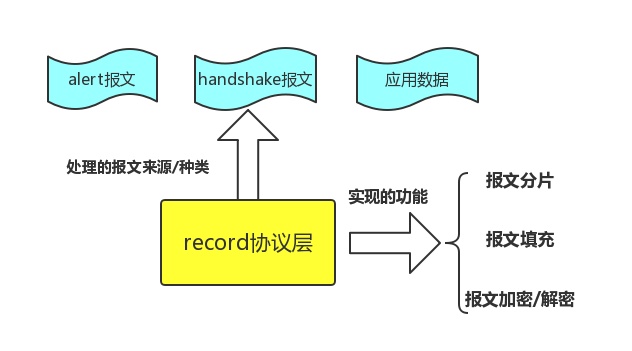 alert报文
handshake报文
应用数据
处理的报文来源/种类
实现的功能
报文分片
record协议层
报文填充
报文加密/解密